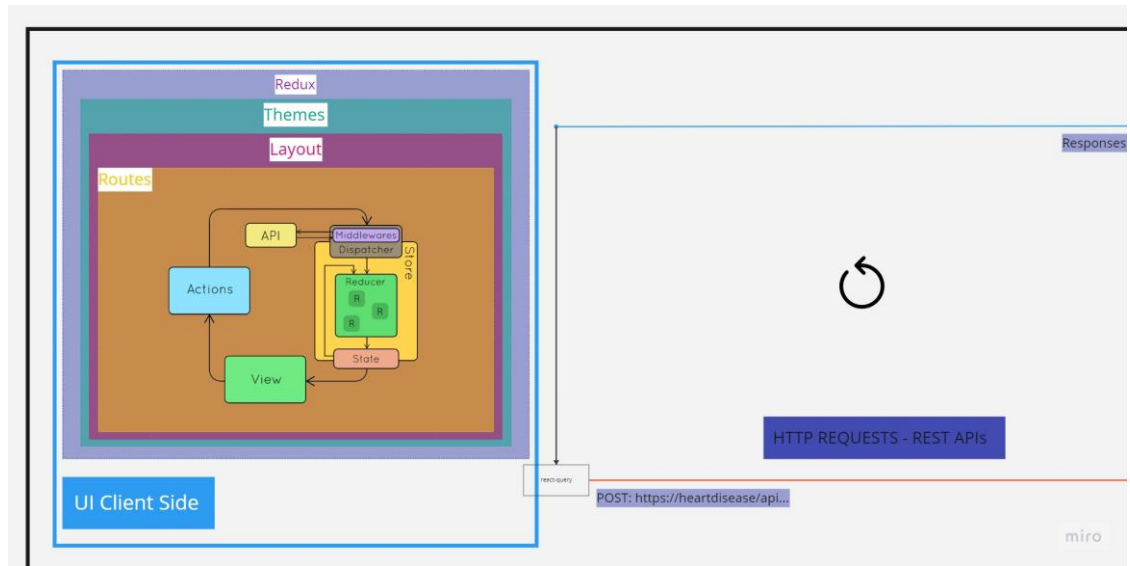 Redux
Themes
Layout
Routes
Responses
API
Middlewares
Dispatcher
Store
Actions
Reducer
R
R
R
State
View
HTTP REQUESTS - REST APIs
react-query
UI Client Side
POST: https://heartdisease/api...
miro